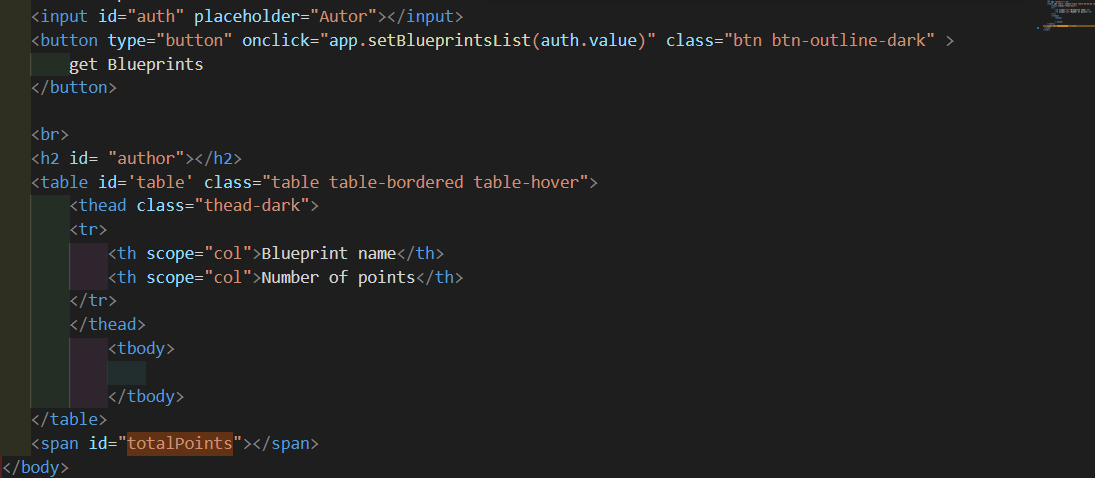 <input id="auth" placeholder="Autor"></input>
<button type="button" onclick="app.setBlueprintsList(auth.value)" class="btn btn-outline-dark" >
get Blueprints
</button>
<br>
<h2 id= "author"></h2>
<table id='table' class="table table-bordered table-hover">
<thead class="thead-dark">
<tr>
<th scope="col">Blueprint name</th>
<th scope="col">Number of points</th>
</tr>
</thead>
<tbody>
</tbody>
</table>
<span id="totalPoints"></span>
</body>